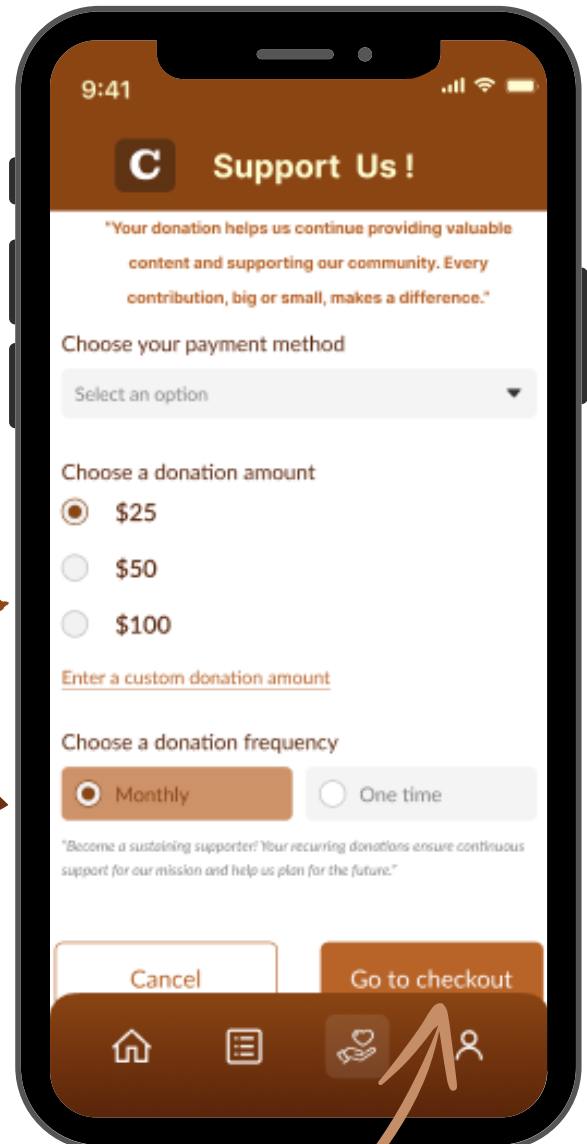 9:41
C Support Us!
"Your donation helps us continue providing valuable
content and supporting our community. Every
contribution, big or small, makes a difference."
Choose your payment method
Select an option
Choose a donation amount
$25
$50
$100
Enter a custom donation amount
Choose a donation frequency
Monthly One time
"Become a sustaining supporter! Your recurring donations ensure continuous
support for our mission and help us plan for the future."
Cancel Go to checkout